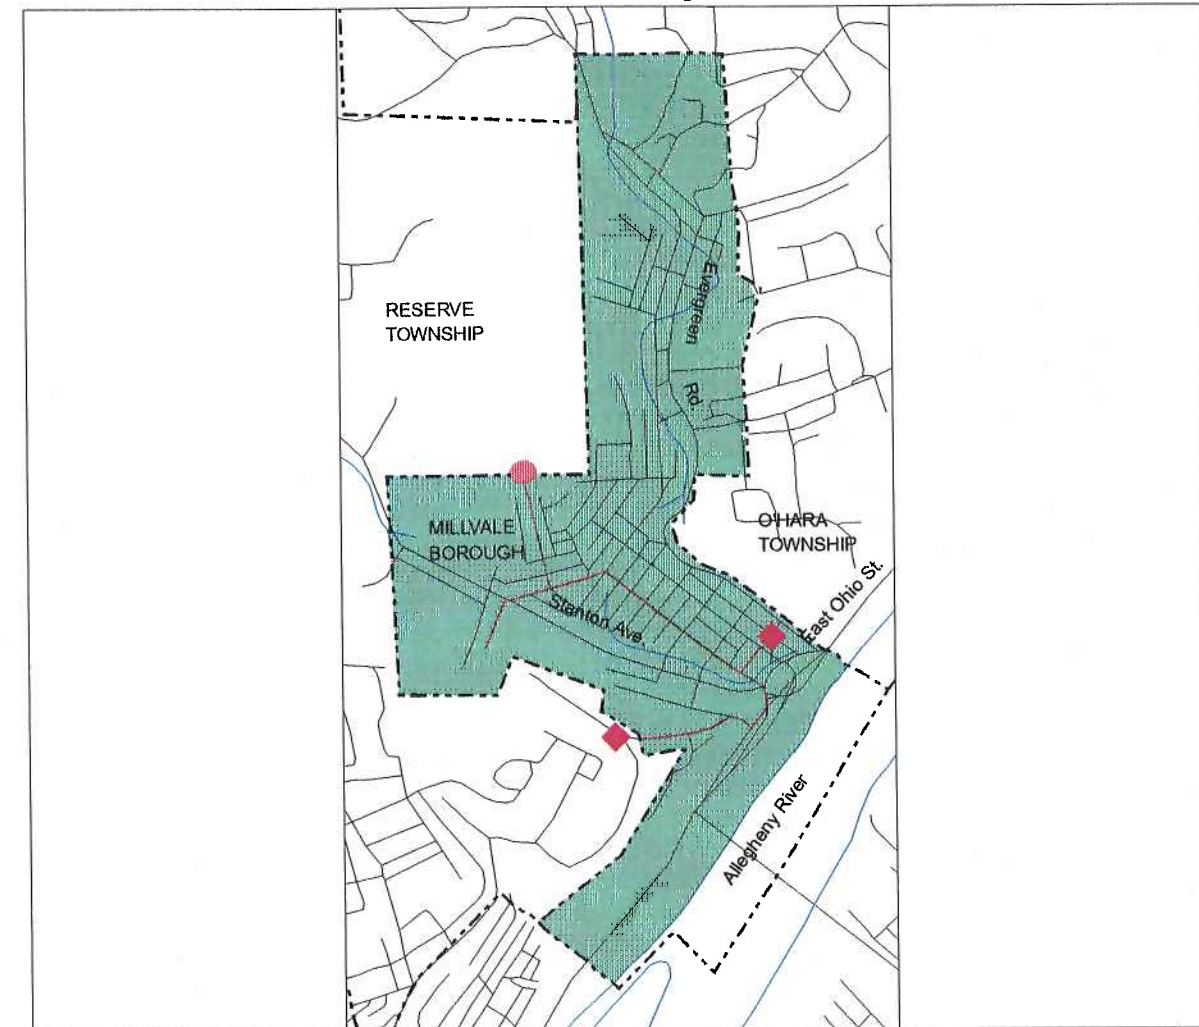 Evergreen Rd.
RESERVE
TOWNSHIP
MILLVALE
BOROUGH
O'HARA
TOWNSHIP
East Ohio St.
Stanton Ave.
Allegheny River